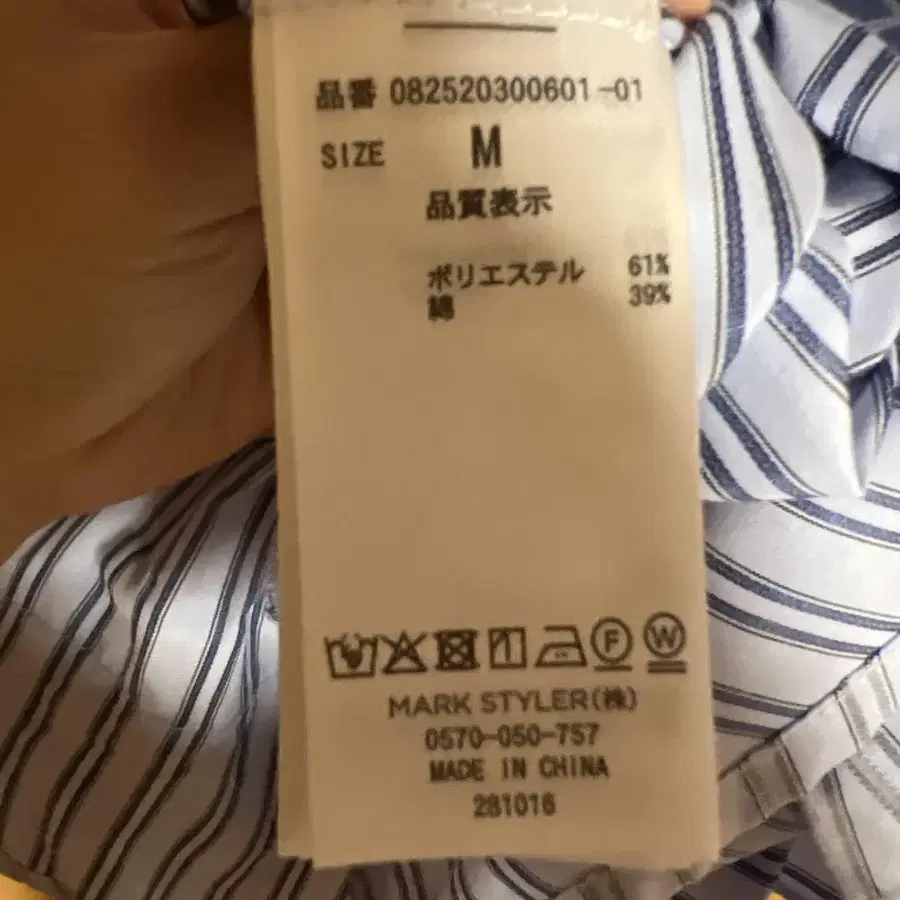 品番 082520300601-01
SIZE M
品質表示
ポリエステル 61%
綿 39%
F W
MARK STYLER(株)
0570-050-757
MADE IN CHINA
281016